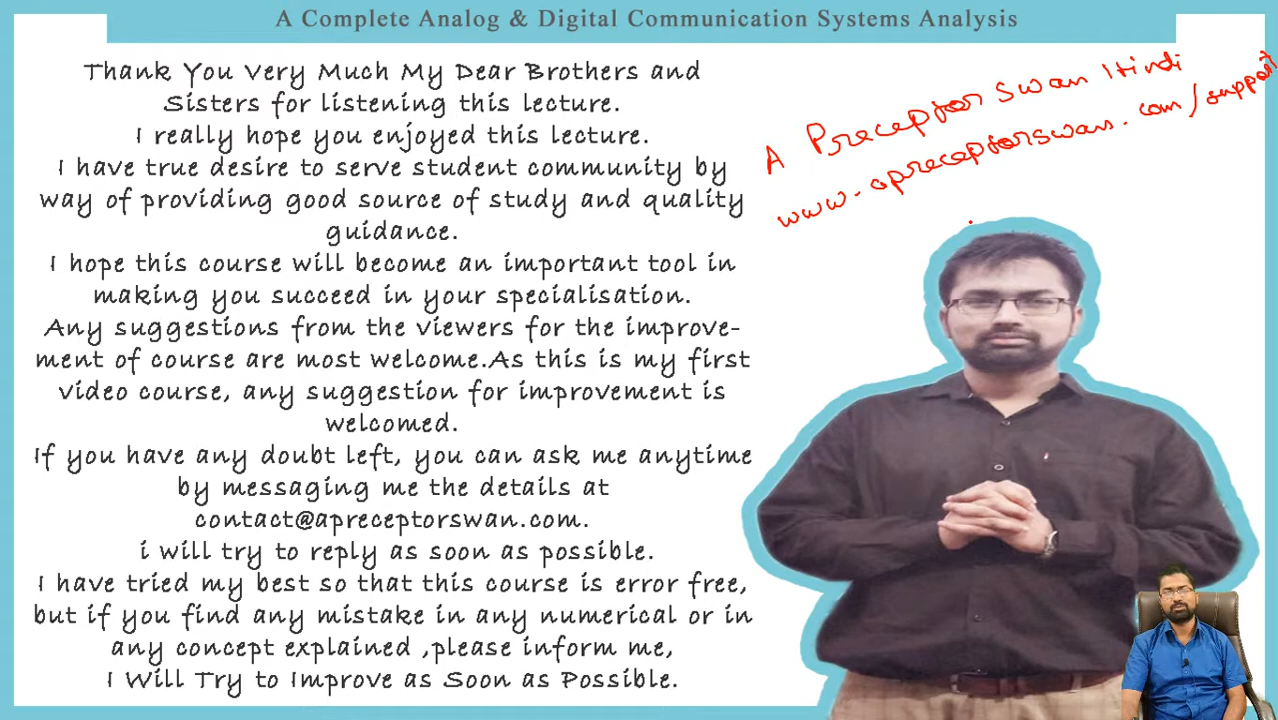 A Complete Analog & Digital Communication Systems Analysis
Thank You Very Much My Dear Brothers and
Sisters for listening this lecture.
I really hope you enjoyed this lecture.
I have true desire to serve student community by
way of providing good source of study and quality
guidance.
I hope this course will become an important tool in
making you succeed in your specialisation.
Any suggestions from the viewers for the improve-
ment of course are most welcome.As this is my first
video course, any suggestion for improvement is
welcomed.
If you have any doubt left, you can ask me anytime
by messaging me the details at
contact@apreceptorswan.com.
i will try to reply as soon as possible.
I have tried my best so that this course is error free,
but if you find any mistake in any numerical or in
any concept explained ,please inform me,
I Will Try to Improve as Soon as Possible.
A Preceptor Swan Hindi
www.apreceptorswan.com/support